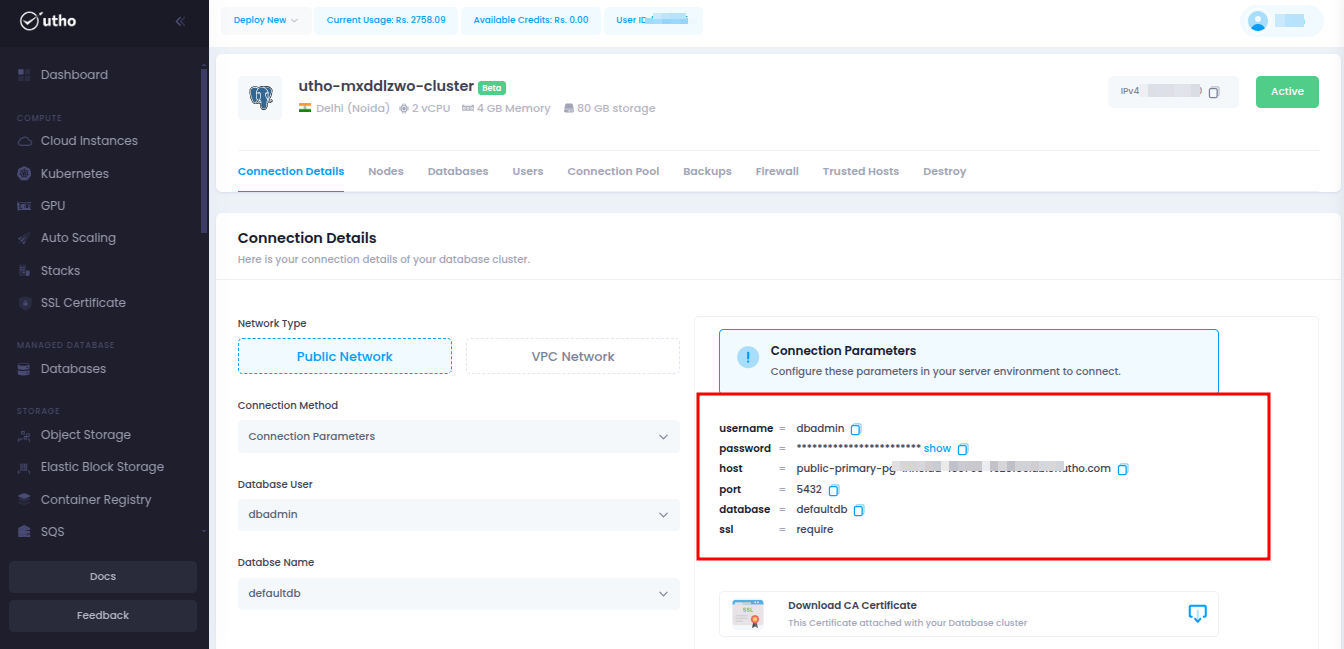 utho
Deploy New
Current Usage: Rs. 2758.09
Available Credits: Rs. 0.00
User ID:
Dashboard
COMPUTE
Cloud Instances
Kubernetes
GPU
Auto Scaling
Stacks
SSL Certificate
MANAGED DATABASE
Databases
STORAGE
Object Storage
Elastic Block Storage
Container Registry
SQS
Docs
Feedback
utho-mxddlzwo-cluster Beta
Delhi (Noida) 2 vCPU 4 GB Memory 80 GB storage
IPv4
Active
Connection Details Nodes Databases Users Connection Pool Backups Firewall Trusted Hosts Destroy
Connection Details
Here is your connection details of your database cluster.
Network Type
Public Network VPC Network
Connection Method
Connection Parameters
Database User
dbadmin
Databse Name
defaultdb
Connection Parameters
Configure these parameters in your server environment to connect.
username = dbadmin
password = ************************ show
host = public-primary-pg utho.com
port = 5432
database = defaultdb
ssl = require
SSL
Download CA Certificate
This Certificate attached with your Database cluster